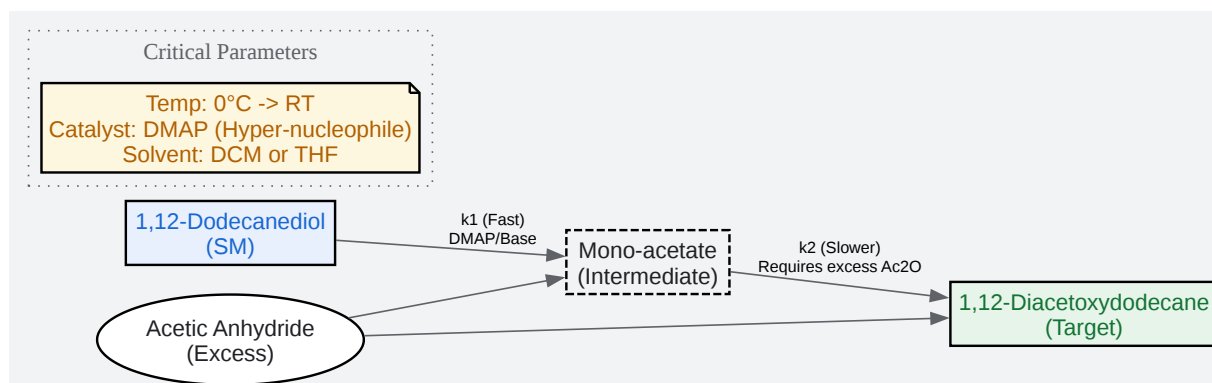 Critical Parameters
Temp: 0°C -> RT
Catalyst: DMAP (Hyper-nucleophile)
Solvent: DCM or THF
1,12-Dodecanediol
(SM)
k1 (Fast)
DMAP/Base
Mono-acetate
(Intermediate)
k2 (Slower)
Requires excess Ac2O
1,12-Diacetoxydodecane
(Target)
Acetic Anhydride
(Excess)